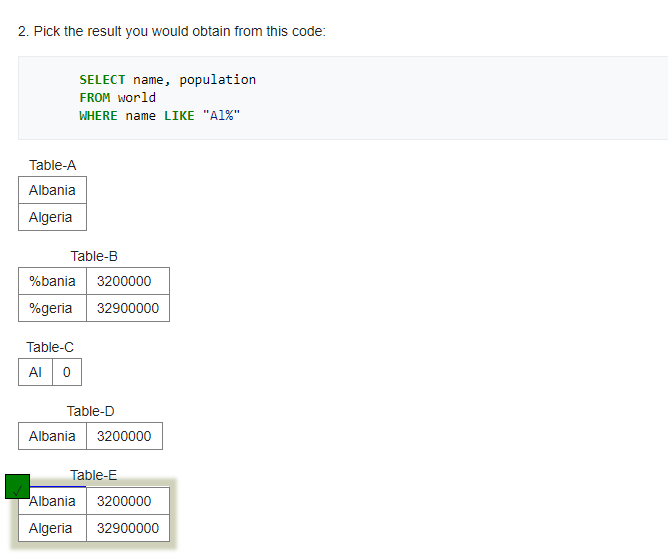 2. Pick the result you would obtain from this code:
SELECT name, population
FROM world
WHERE name LIKE "Al%"
Table-A
Albania
Algeria
Table-B
%bania 3200000
%geria 32900000
Table-C
Al 0
Table-D
Albania 3200000
Table-E
Albania 3200000
Algeria 32900000